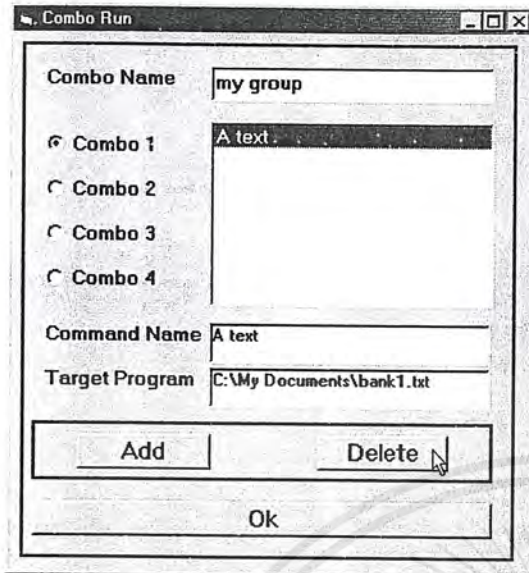 Combo Run
Combo Name
my group
Combo 1
A text
Combo 2
Combo 3
Combo 4
Command Name
A text
Target Program
C:\My Documents\bank1.txt
Add
Delete
Ok